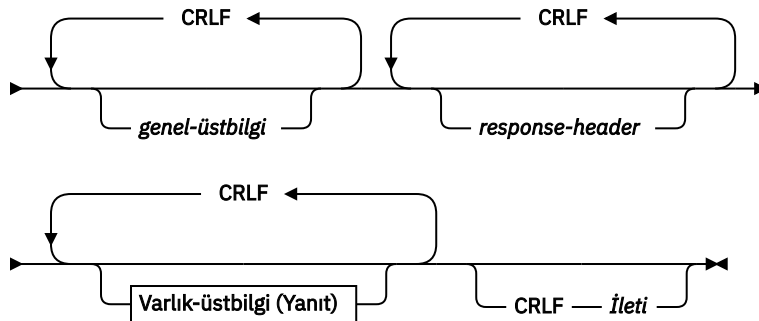 CRLF CRLF
genel-üstbilgi response-header
CRLF
Varlık-üstbilgi (Yanıt) CRLF İleti